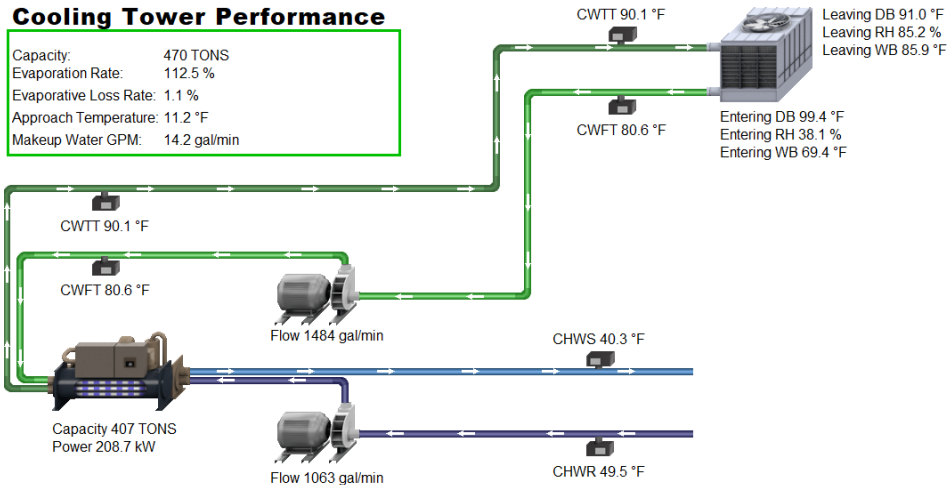 Cooling Tower Performance
Capacity: 470 TONS
Evaporation Rate: 112.5 %
Evaporative Loss Rate: 1.1 %
Approach Temperature: 11.2 °F
Makeup Water GPM: 14.2 gal/min
CWTT 90.1 °F
Leaving DB 91.0 °F
Leaving RH 85.2 %
Leaving WB 85.9 °F
CWFT 80.6 °F
Entering DB 99.4 °F
Entering RH 38.1 %
Entering WB 69.4 °F
CWTT 90.1 °F
CWFT 80.6 °F
Flow 1484 gal/min
CHWS 40.3 °F
Capacity 407 TONS
Power 208.7 kW
Flow 1063 gal/min
CHWR 49.5 °F